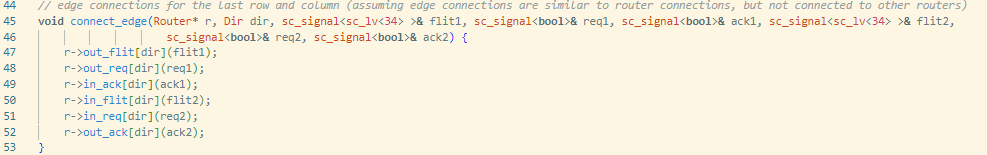 44 // edge connections for the last row and column (assuming edge connections are similar to router connections, but not connected to other routers)
45 void connect_edge(Router* r, Dir dir, sc_signal<sc_lv<34> >& flit1, sc_signal<bool>& req1, sc_signal<bool>& ack1, sc_signal<sc_lv<34> >& flit2,
46 sc_signal<bool>& req2, sc_signal<bool>& ack2) {
47 r->out_flit[dir](flit1);
48 r->out_req[dir](req1);
49 r->in_ack[dir](ack1);
50 r->in_flit[dir](flit2);
51 r->in_req[dir](req2);
52 r->out_ack[dir](ack2);
53 }